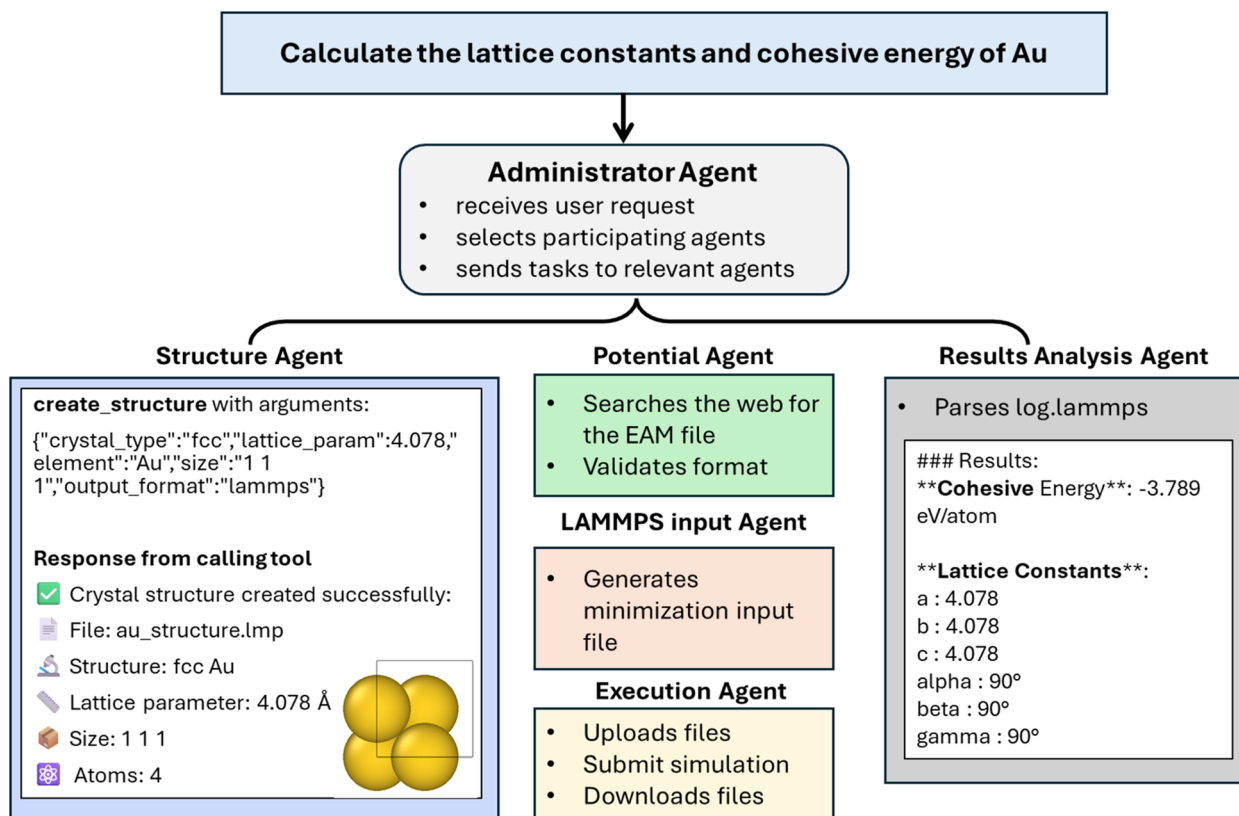 Calculate the lattice constants and cohesive energy of Au
Administrator Agent
• receives user request
• selects participating agents
• sends tasks to relevant agents
Structure Agent
create_structure with arguments:
{"crystal_type":"fcc","lattice_param":4.078,"
element":"Au","size":"1 1
1","output_format":"lammps"}
Response from calling tool
✅ Crystal structure created successfully:
📄 File: au_structure.lmp
🔬 Structure: fcc Au
📏 Lattice parameter: 4.078 Å
📦 Size: 1 1 1
⚛️ Atoms: 4
Potential Agent
• Searches the web for
the EAM file
• Validates format
LAMMPS input Agent
• Generates
minimization input
file
Execution Agent
• Uploads files
• Submit simulation
• Downloads files
Results Analysis Agent
• Parses log.lammps
### Results:
**Cohesive Energy**: -3.789
eV/atom
**Lattice Constants**:
a : 4.078
b : 4.078
c : 4.078
alpha : 90°
beta : 90°
gamma : 90°